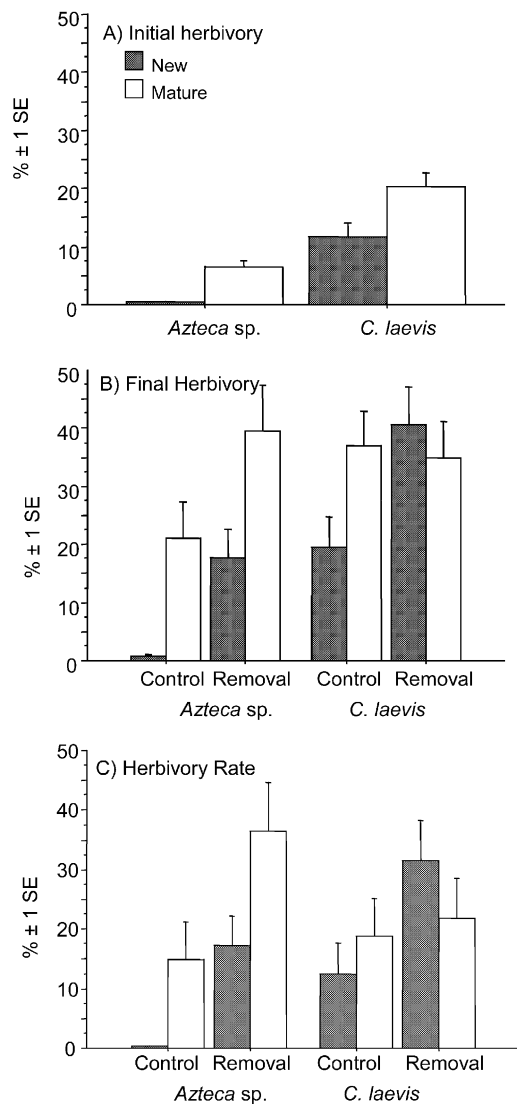 A) Initial herbivory
New
Mature
50
40
30
20
10
0
% ± 1 SE
Azteca sp. C. laevis
B) Final Herbivory
50
40
30
20
10
0
% ± 1 SE
Control Removal Control Removal
Azteca sp. C. laevis
C) Herbivory Rate
50
40
30
20
10
0
% ± 1 SE
Control Removal Control Removal
Azteca sp. C. laevis